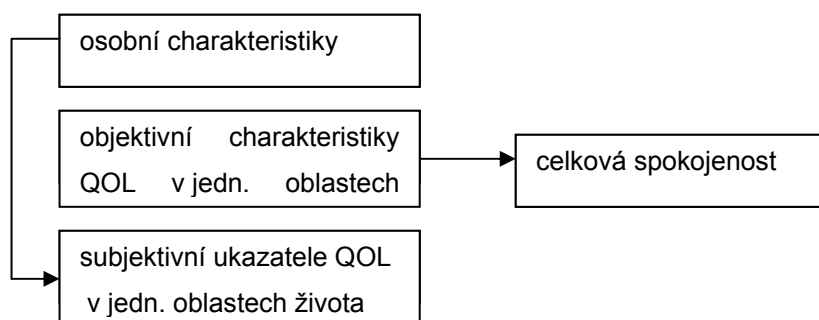 osobní charakteristiky
objektivní charakteristiky
QOL v jedn. oblastech
celková spokojenost
subjektivní ukazatele QOL
v jedn. oblastech života